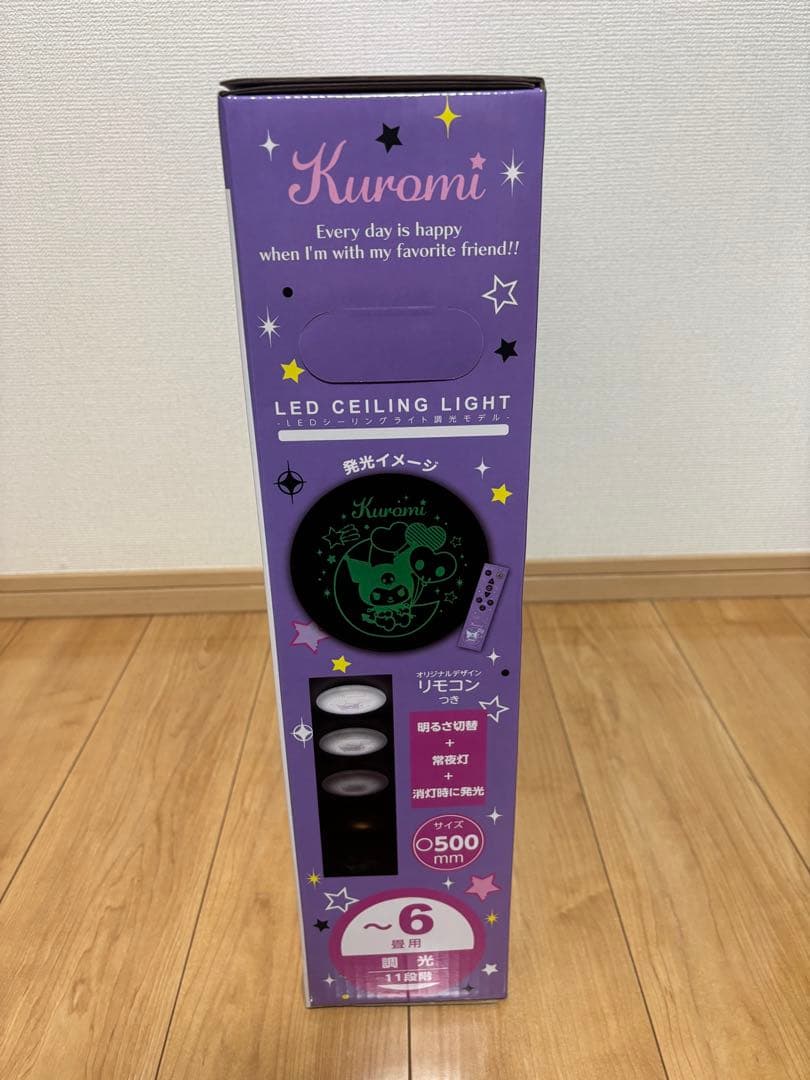 Kuromi
Every day is happy
when I'm with my favorite friend!!
LED CEILING LIGHT
-LEDシーリングライト調光モデル-
発光イメージ
Kuromi
オリジナルデザイン
リモコン
つき
明るさ切替
+
常夜灯
+
消灯時に発光
サイズ
○500
mm
～6
畳用
調光
11段階